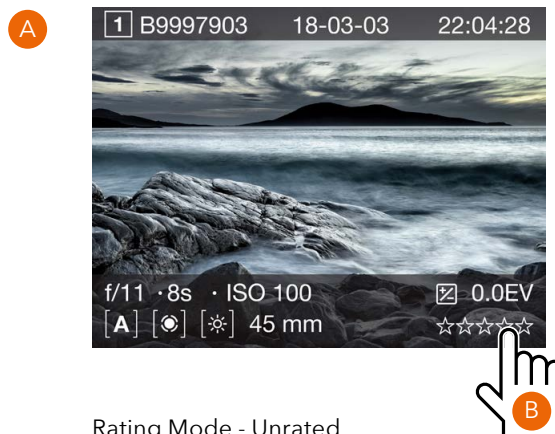 A
1 B9997903 18-03-03 22:04:28
f/11 ·8s · ISO 100 0.0EV
[A] 45 mm
B
Rating Mode - Unrated